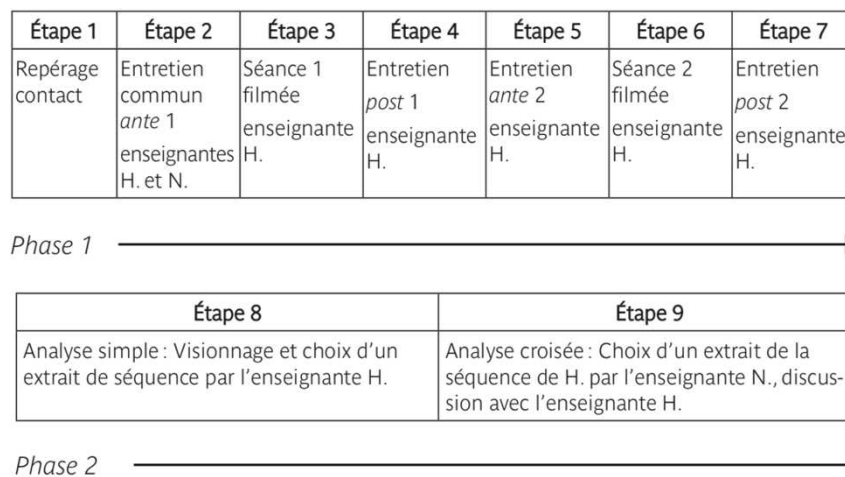 Étape 1 Étape 2 Étape 3 Étape 4 Étape 5 Étape 6 Étape 7
Repérage contact
Entretien commun ante 1 enseignantes H. et N.
Séance 1 filmée enseignante H.
Entretien post 1 enseignante H.
Entretien ante 2 enseignante H.
Séance 2 filmée enseignante H.
Entretien post 2 enseignante H.
Phase 1
Étape 8 Étape 9
Analyse simple : Visionnage et choix d’un
extrait de séquence par l’enseignante H.
Analyse croisée : Choix d’un extrait de la
séquence de H. par l’enseignante N., discus-
sion avec l’enseignante H.
Phase 2